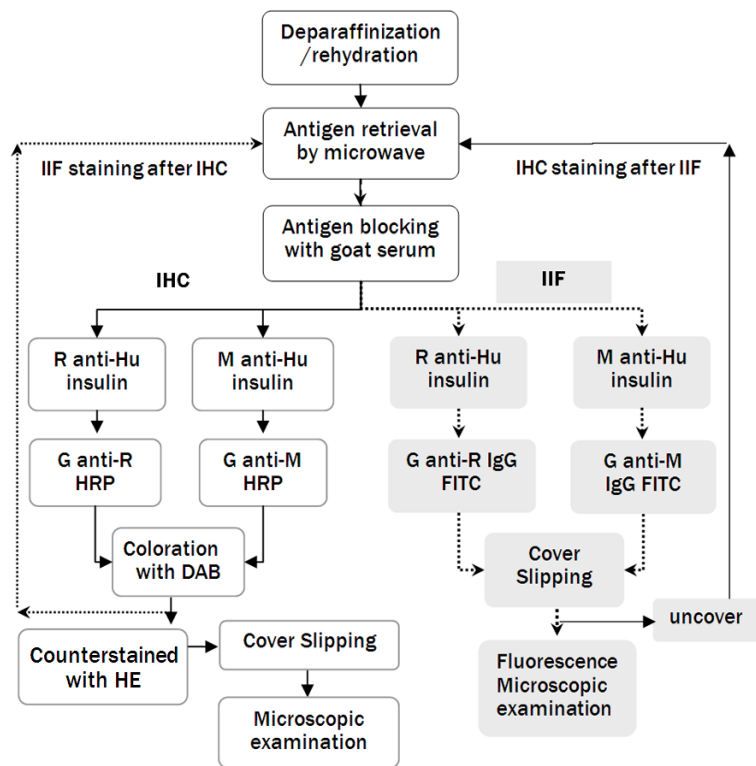 Deparaffinization
/rehydration
Antigen retrieval
by microwave
IIF staining after IHC
IHC staining after IIF
Antigen blocking
with goat serum
IHC
IIF
R anti-Hu
insulin
M anti-Hu
insulin
R anti-Hu
insulin
M anti-Hu
insulin
G anti-R
HRP
G anti-M
HRP
G anti-R IgG
FITC
G anti-M
IgG FITC
Coloration
with DAB
Cover
Slipping
uncover
Counterstained
with HE
Cover Slipping
Fluorescence
Microscopic
examination
Microscopic
examination